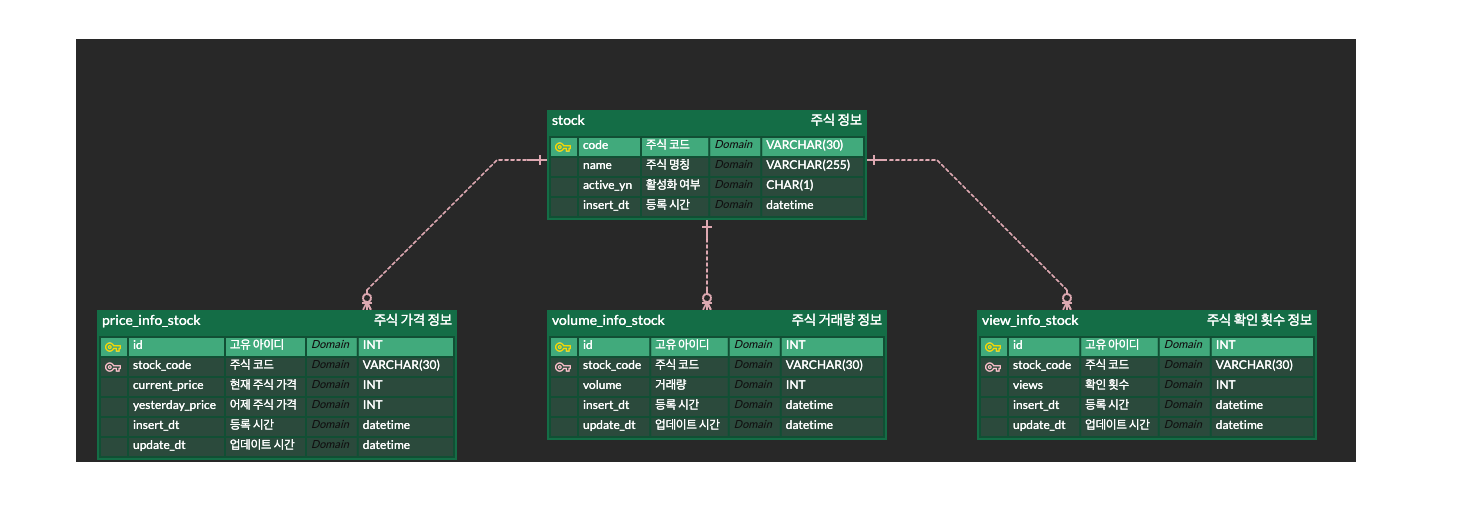 stock 주식 정보
code 주식 코드 Domain VARCHAR(30)
name 주식 명칭 Domain VARCHAR(255)
active_yn 활성화 여부 Domain CHAR(1)
insert_dt 등록 시간 Domain datetime
price_info_stock 주식 가격 정보
id 고유 아이디 Domain INT
stock_code 주식 코드 Domain VARCHAR(30)
current_price 현재 주식 가격 Domain INT
yesterday_price 어제 주식 가격 Domain INT
insert_dt 등록 시간 Domain datetime
update_dt 업데이트 시간 Domain datetime
volume_info_stock 주식 거래량 정보
id 고유 아이디 Domain INT
stock_code 주식 코드 Domain VARCHAR(30)
volume 거래량 Domain INT
insert_dt 등록 시간 Domain datetime
update_dt 업데이트 시간 Domain datetime
view_info_stock 주식 확인 횟수 정보
id 고유 아이디 Domain INT
stock_code 주식 코드 Domain VARCHAR(30)
views 확인 횟수 Domain INT
insert_dt 등록 시간 Domain datetime
update_dt 업데이트 시간 Domain datetime